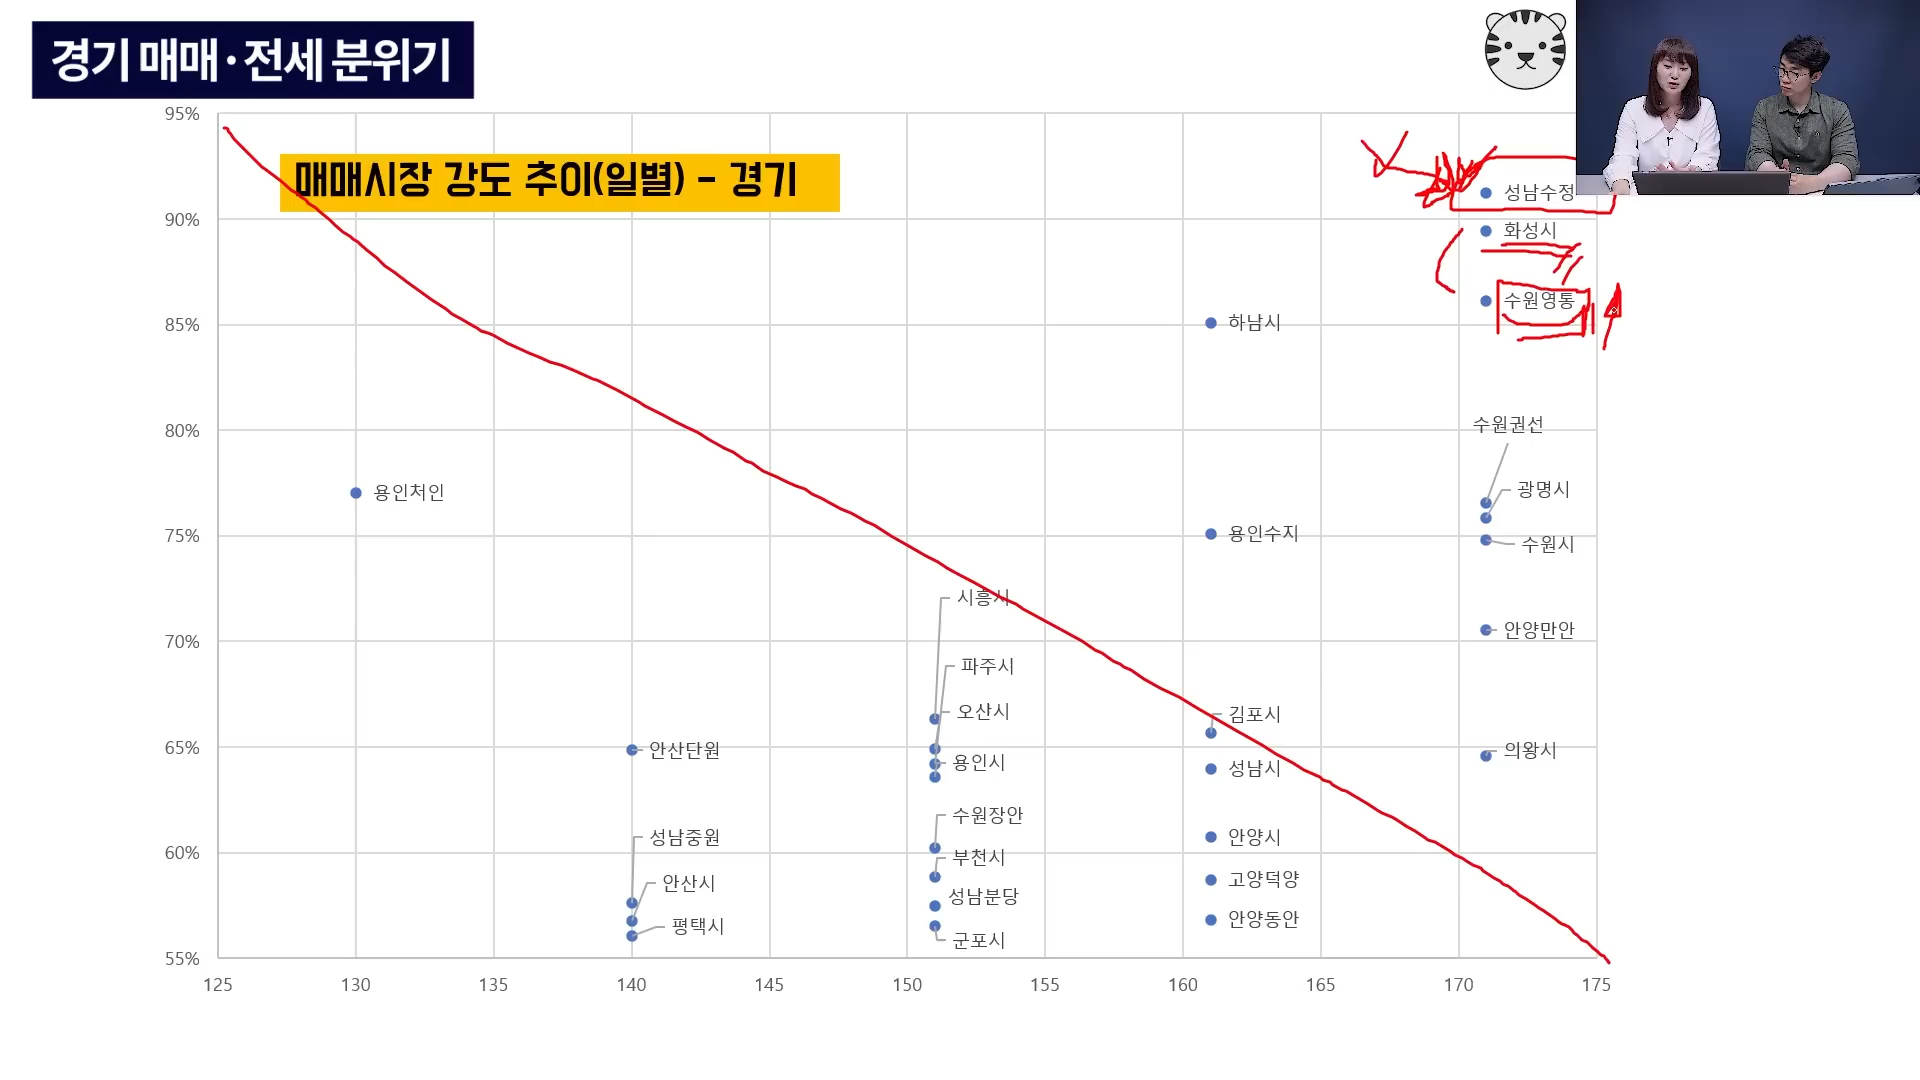 경기 매매·전세 분위기
매매시장 강도 추이(일별) - 경기
95%
90%
85%
80%
75%
70%
65%
60%
55%
125
130
135
140
145
150
155
160
165
170
175
성남수정
화성시
수원영통
하남시
수원권선
광명시
용인처인
용인수지
수원시
시흥시
안양만안
파주시
오산시
김포시
안산단원
용인시
성남시
의왕시
수원장안
성남중원
안양시
부천시
안산시
고양덕양
성남분당
평택시
안양동안
군포시